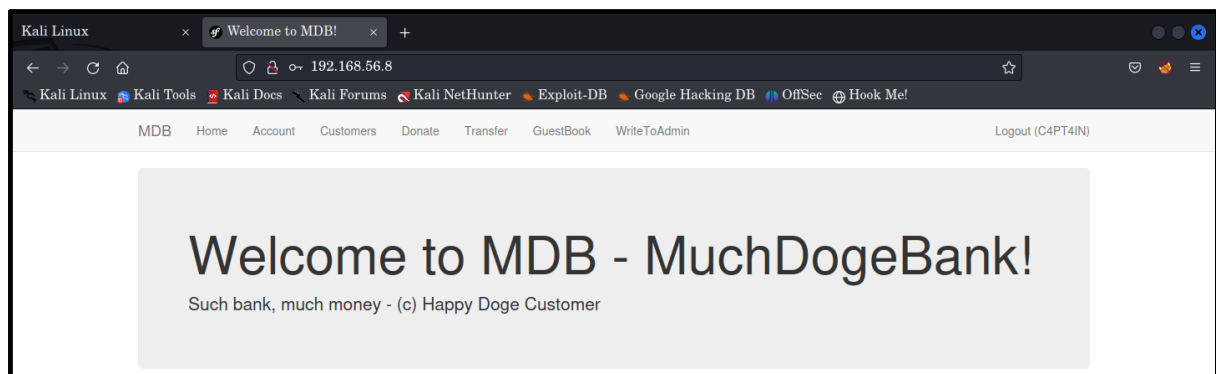 Kali Linux × Welcome to MDB! × +
192.168.56.8
Kali Linux Kali Tools Kali Docs Kali Forums Kali NetHunter Exploit-DB Google Hacking DB OffSec Hook Me!
MDB Home Account Customers Donate Transfer GuestBook WriteToAdmin Logout (C4PT4IN)
Welcome to MDB - MuchDogeBank!
Such bank, much money - (c) Happy Doge Customer